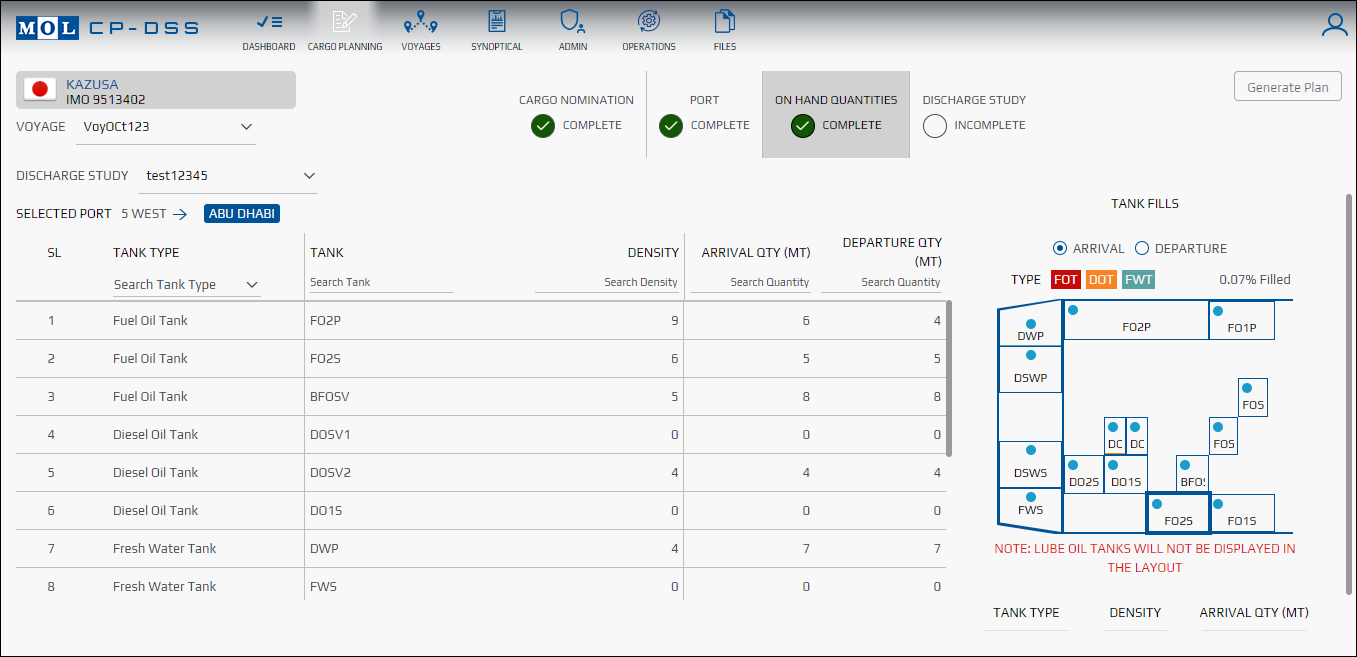 MOL CP-DSS
DASHBOARD CARGO PLANNING VOYAGES SYNOPTICAL ADMIN OPERATIONS FILES
KAZUSA
IMO 9513402
VOYAGE VoyOCt123
CARGO NOMINATION
COMPLETE
PORT
COMPLETE
ON HAND QUANTITIES
COMPLETE
DISCHARGE STUDY
INCOMPLETE
Generate Plan
DISCHARGE STUDY test12345
SELECTED PORT 5 WEST ABU DHABI
SL TANK TYPE TANK DENSITY ARRIVAL QTY (MT) DEPARTURE QTY
(MT)
Search Tank Type Search Tank Search Density Search Quantity Search Quantity
1 Fuel Oil Tank FO2P 9 6 4
2 Fuel Oil Tank FO2S 6 5 5
3 Fuel Oil Tank BFOSV 5 8 8
4 Diesel Oil Tank DOSV1 0 0 0
5 Diesel Oil Tank DOSV2 4 4 4
6 Diesel Oil Tank DO1S 0 0 0
7 Fresh Water Tank DWP 4 7 7
8 Fresh Water Tank FWS 0 0 0
TANK FILLS
ARRIVAL DEPARTURE
TYPE FOT DOT FWT 0.07% Filled
DWP FO2P FO1P
DSWP
FOS
DC DC FOS
DSWS DO2S DO1S BFOS
FWS FO2S FO1S
NOTE: LUBE OIL TANKS WILL NOT BE DISPLAYED IN
THE LAYOUT
TANK TYPE DENSITY ARRIVAL QTY (MT)